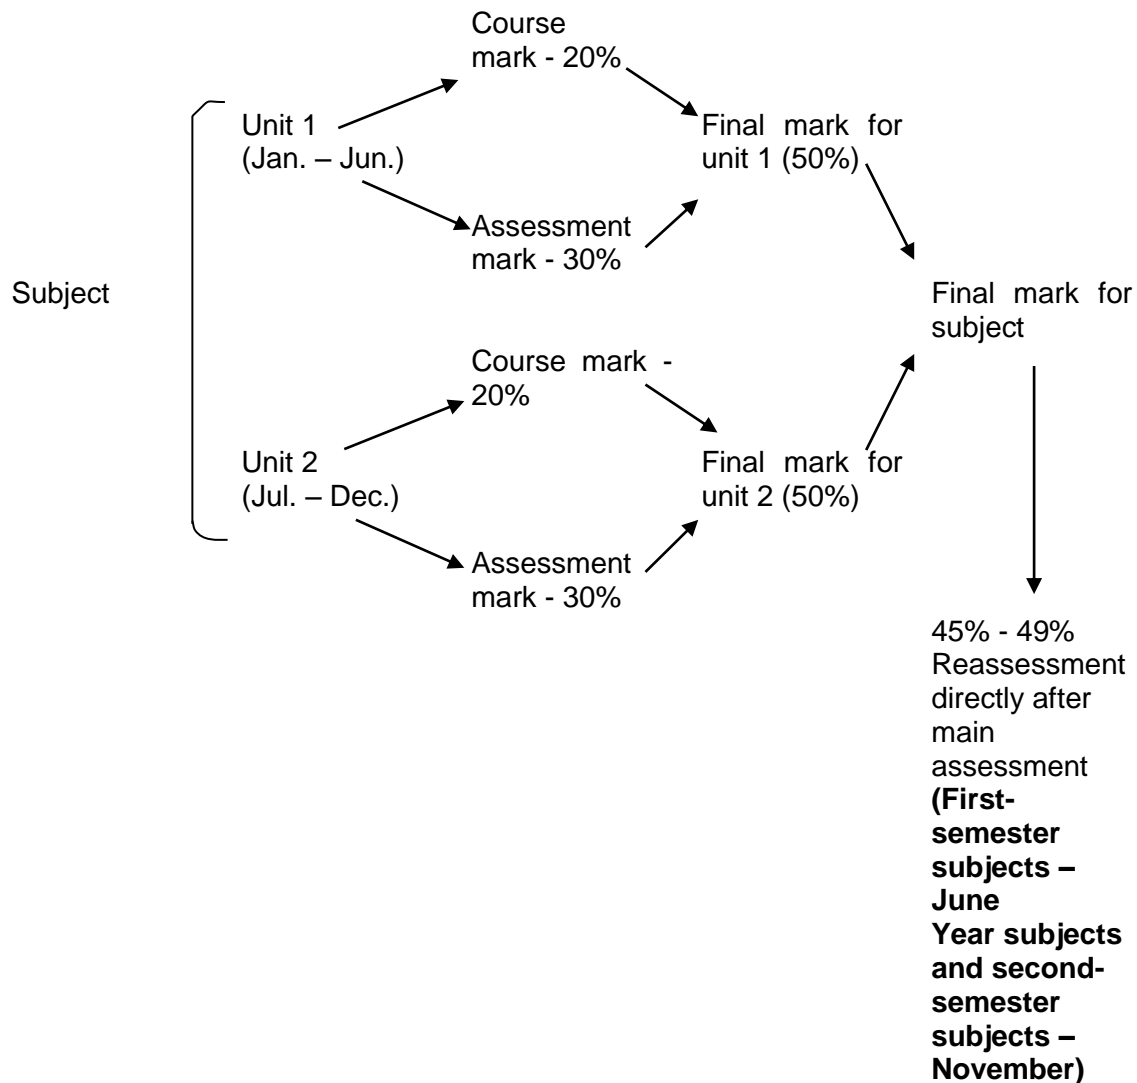 Course
mark - 20%
Unit 1
(Jan. – Jun.)
Final mark for
unit 1 (50%)
Assessment
mark - 30%
Subject
Final mark for
subject
Course mark -
20%
Unit 2
(Jul. – Dec.)
Final mark for
unit 2 (50%)
Assessment
mark - 30%
45% - 49%
Reassessment
directly after
main
assessment
(First-
semester
subjects –
June
Year subjects
and second-
semester
subjects –
November)